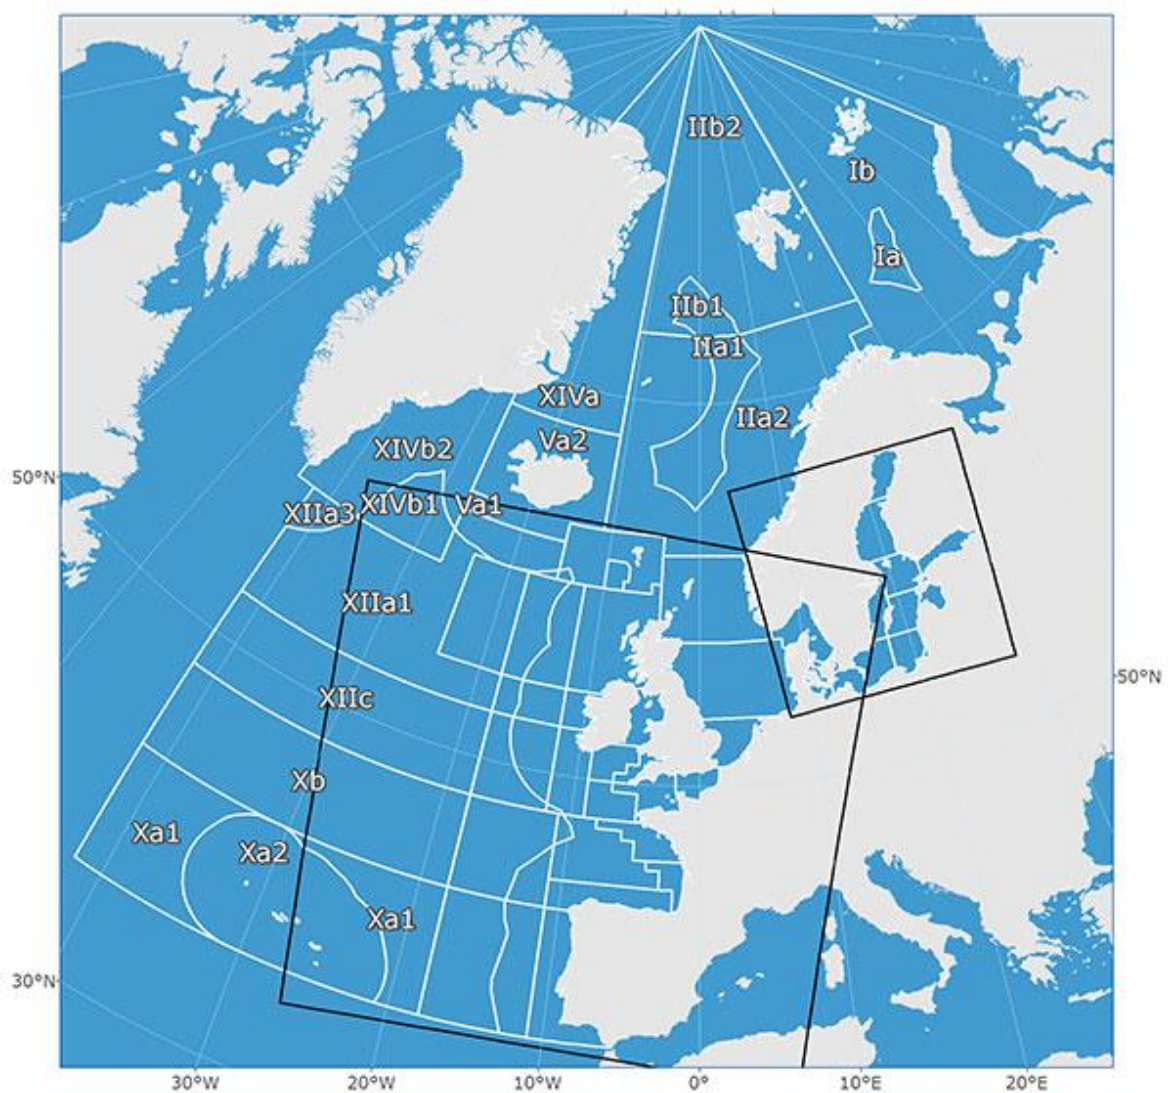 IIb2
Ib
Ia
IIb1
IIa1
XIVa
IIa2
Va2
XIVb2
50°N
XIVb1
Va1
XIIa3
XIIa1
50°N
XIIc
Xb
Xa1
Xa2
Xa1
30°N
30°W
20°W
10°W
0°
10°E
20°E